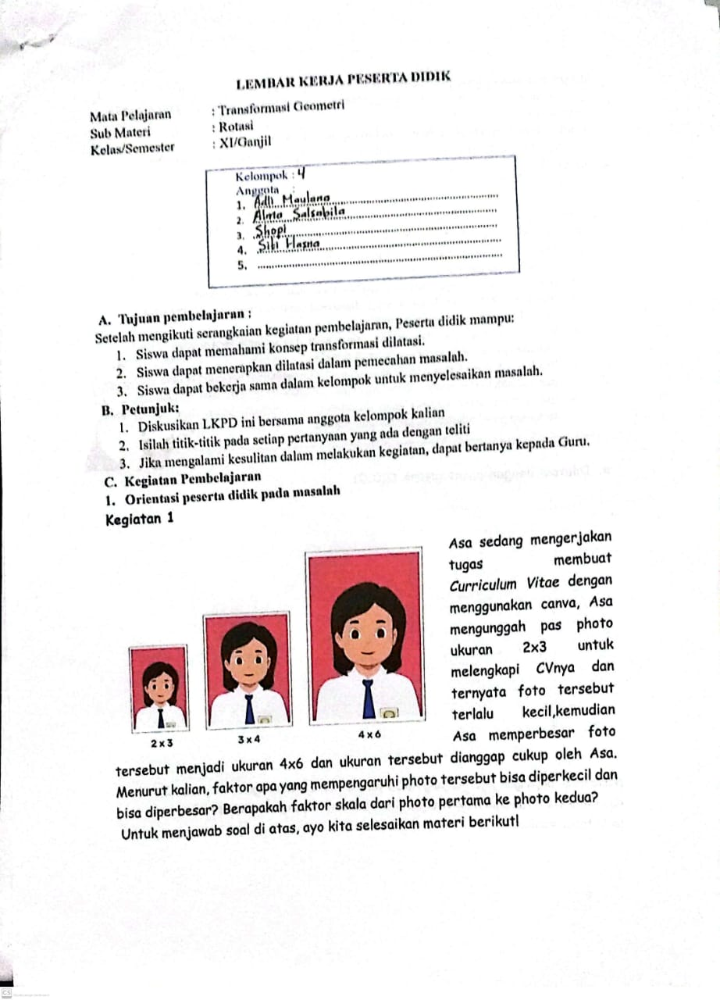 LEMBAR KERJA PESERTA DIDIK
Mata Pelajaran : Transformasi Geometri
Sub Materi : Rotasi
Kelas/Semester : XI/Ganjil
Kelompok : 4
Anggota :
1. Adli Maulana
2. Alma Salsabila
3. Shopi
4. Siti Hasna
5.
A. Tujuan pembelajaran :
Setelah mengikuti serangkaian kegiatan pembelajaran, Peserta didik mampu:
1. Siswa dapat memahami konsep transformasi dilatasi.
2. Siswa dapat menerapkan dilatasi dalam pemecahan masalah.
3. Siswa dapat bekerja sama dalam kelompok untuk menyelesaikan masalah.
B. Petunjuk:
1. Diskusikan LKPD ini bersama anggota kelompok kalian
2. Isilah titik-titik pada setiap pertanyaan yang ada dengan teliti
3. Jika mengalami kesulitan dalam melakukan kegiatan, dapat bertanya kepada Guru.
C. Kegiatan Pembelajaran
1. Orientasi peserta didik pada masalah
Kegiatan 1
2 x 3
3 x 4
4 x 6
Asa sedang mengerjakan
tugas membuat
Curriculum Vitae dengan
menggunakan canva, Asa
mengunggah pas photo
ukuran 2x3 untuk
melengkapi CVnya dan
ternyata foto tersebut
terlalu kecil,kemudian
Asa memperbesar foto
tersebut menjadi ukuran 4x6 dan ukuran tersebut dianggap cukup oleh Asa.
Menurut kalian, faktor apa yang mempengaruhi photo tersebut bisa diperkecil dan
bisa diperbesar? Berapakah faktor skala dari photo pertama ke photo kedua?
Untuk menjawab soal di atas, ayo kita selesaikan materi berikut!
CS